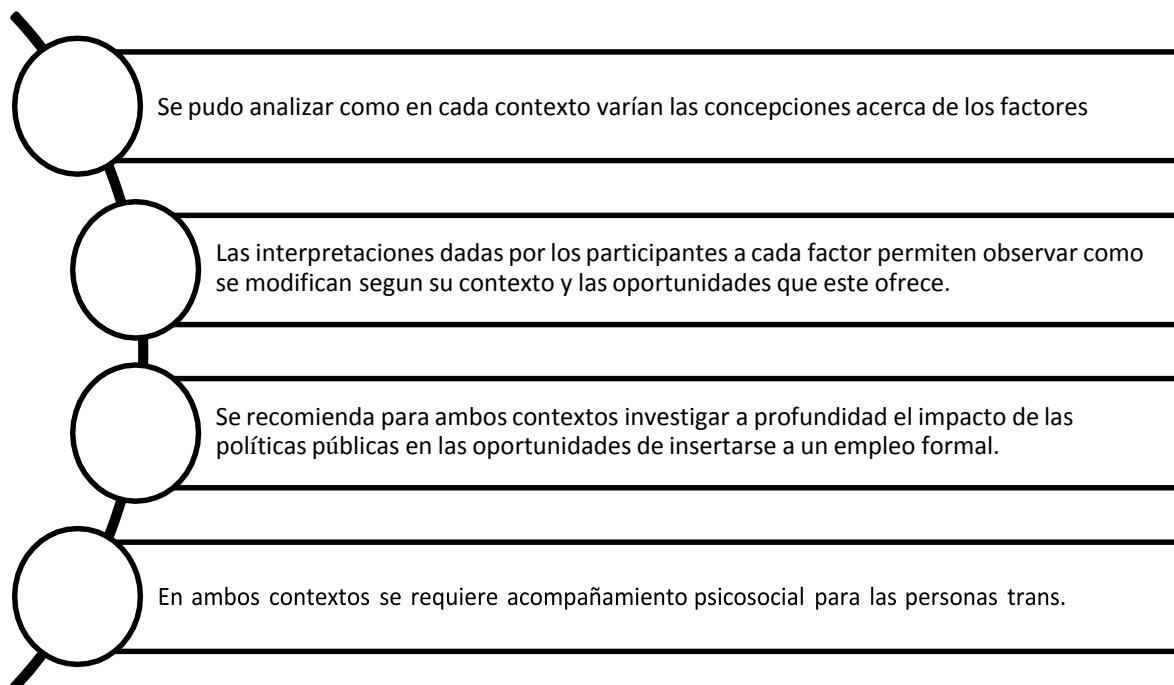 Se pudo analizar como en cada contexto varían las concepciones acerca de los factores
Las interpretaciones dadas por los participantes a cada factor permiten observar como
se modifican segun su contexto y las oportunidades que este ofrece.
Se recomienda para ambos contextos investigar a profundidad el impacto de las
políticas públicas en las oportunidades de insertarse a un empleo formal.
En ambos contextos se requiere acompañamiento psicosocial para las personas trans.